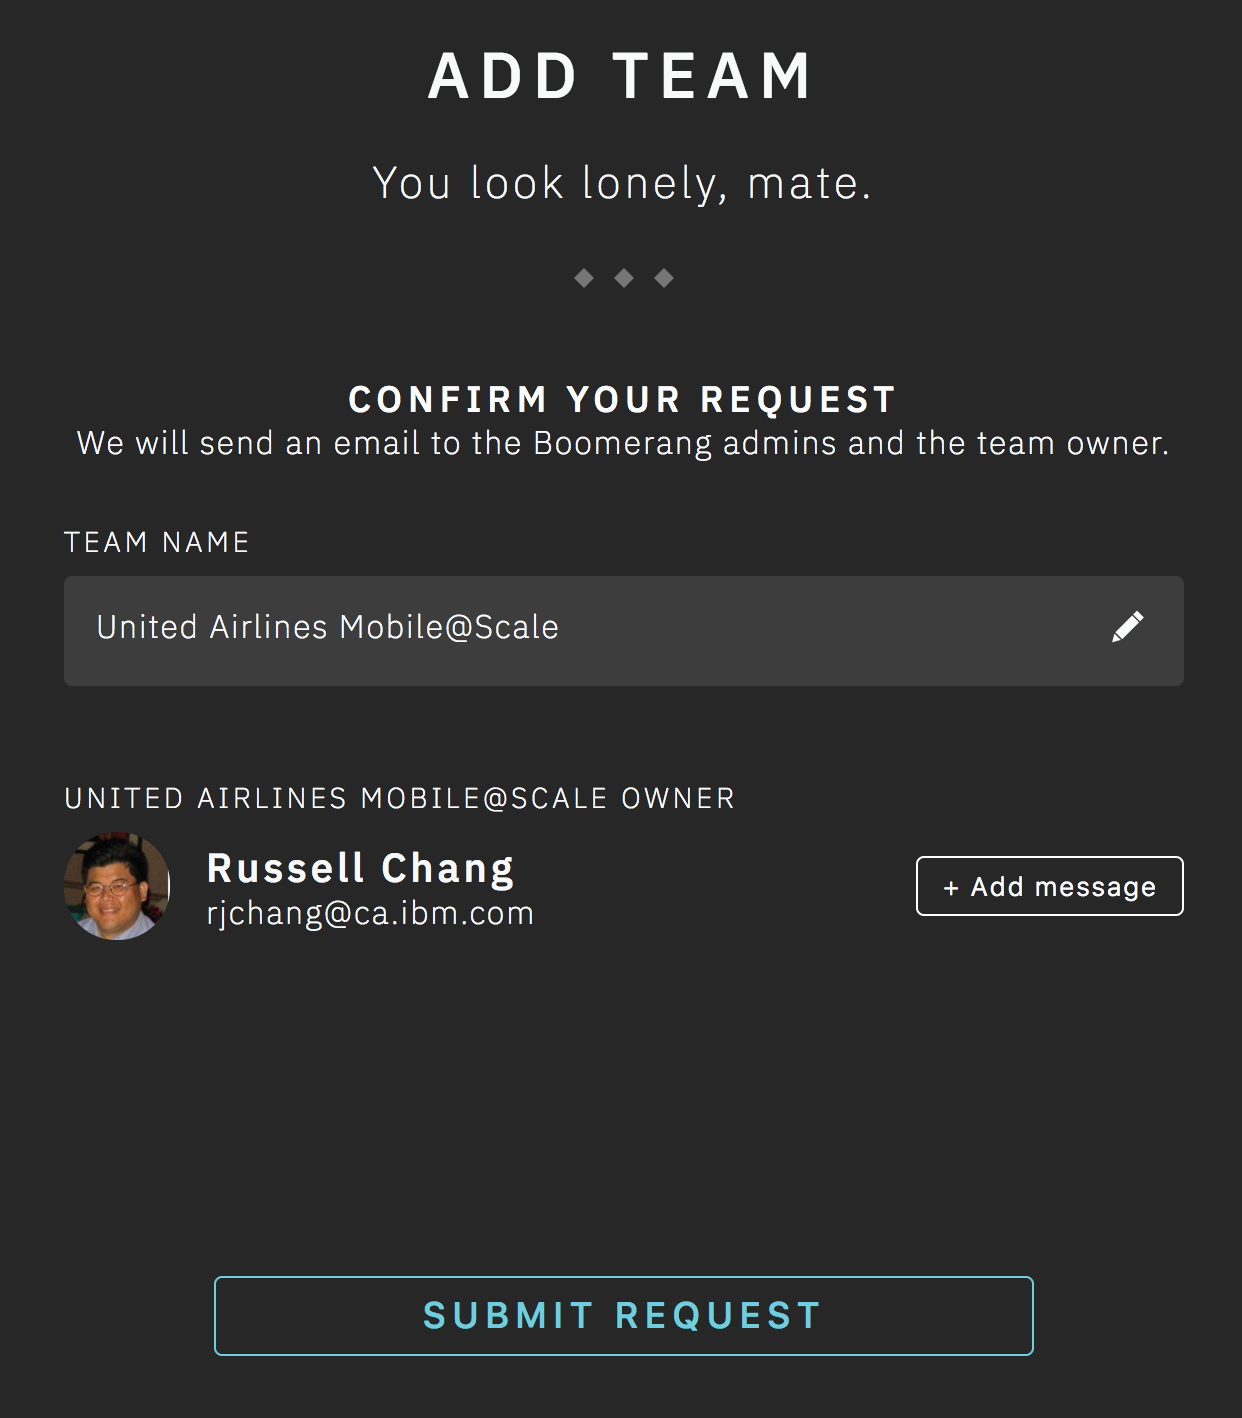 ADD TEAM
You look lonely, mate.
CONFIRM YOUR REQUEST
We will send an email to the Boomerang admins and the team owner.
TEAM NAME
United Airlines Mobile@Scale
UNITED AIRLINES MOBILE@SCALE OWNER
Russell Chang
rjchang@ca.ibm.com
+ Add message
SUBMIT REQUEST